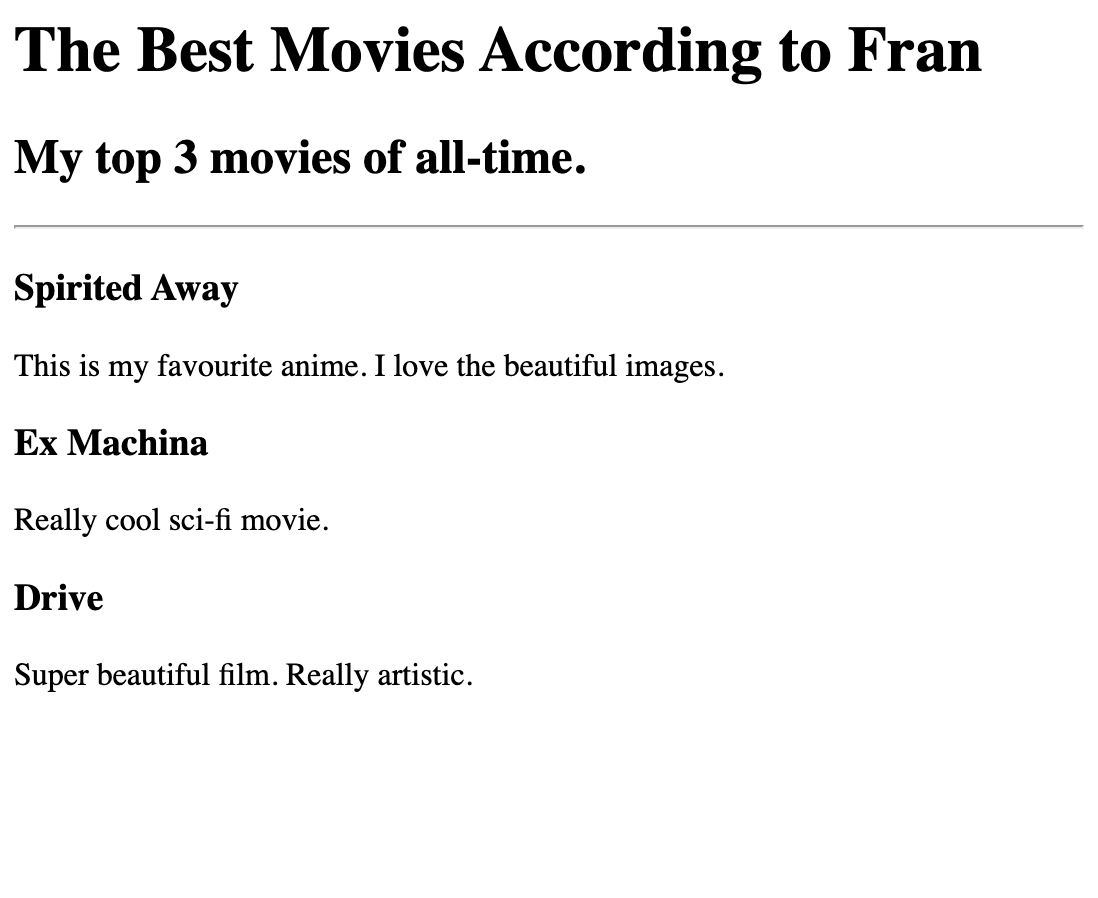 The Best Movies According to Fran
My top 3 movies of all-time.
Spirited Away
This is my favourite anime. I love the beautiful images.
Ex Machina
Really cool sci-fi movie.
Drive
Super beautiful film. Really artistic.